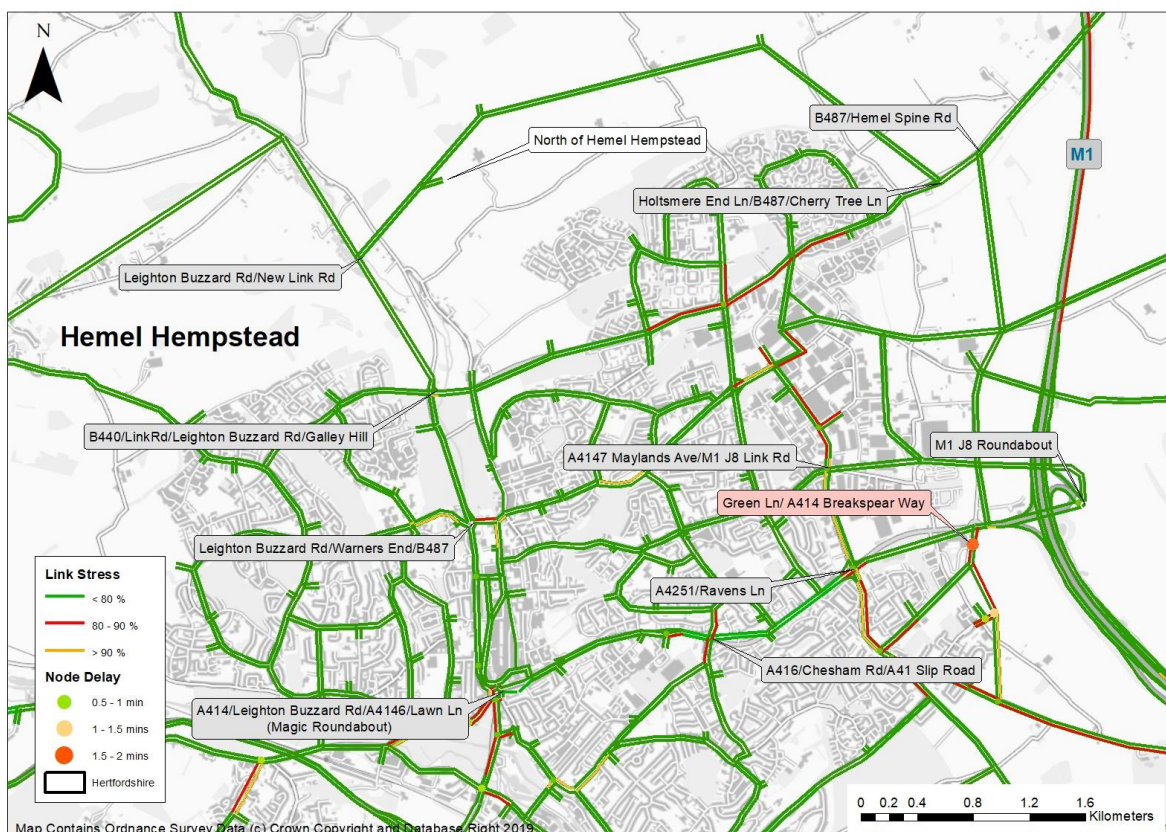 N
B487/Hemel Spine Rd
M1
North of Hemel Hempstead
Holtsmere End Ln/B487/Cherry Tree Ln
Leighton Buzzard Rd/New Link Rd
Hemel Hempstead
B440/LinkRd/Leighton Buzzard Rd/Galley Hill
A4147 Maylands Ave/M1 J8 Link Rd
M1 J8 Roundabout
Green Ln/ A414 Breakspear Way
Leighton Buzzard Rd/Warners End/B487
A4251/Ravens Ln
A416/Chesham Rd/A41 Slip Road
A414/Leighton Buzzard Rd/A4146/Lawn Ln
(Magic Roundabout)
Link Stress
< 80 %
80 - 90 %
> 90 %
Node Delay
0.5 - 1 min
1 - 1.5 mins
1.5 - 2 mins
Hertfordshire
0 0.2 0.4 0.8 1.2 1.6
Kilometers
Map Contains Ordnance Survey Data (c) Crown Copyright and Database Right 2019